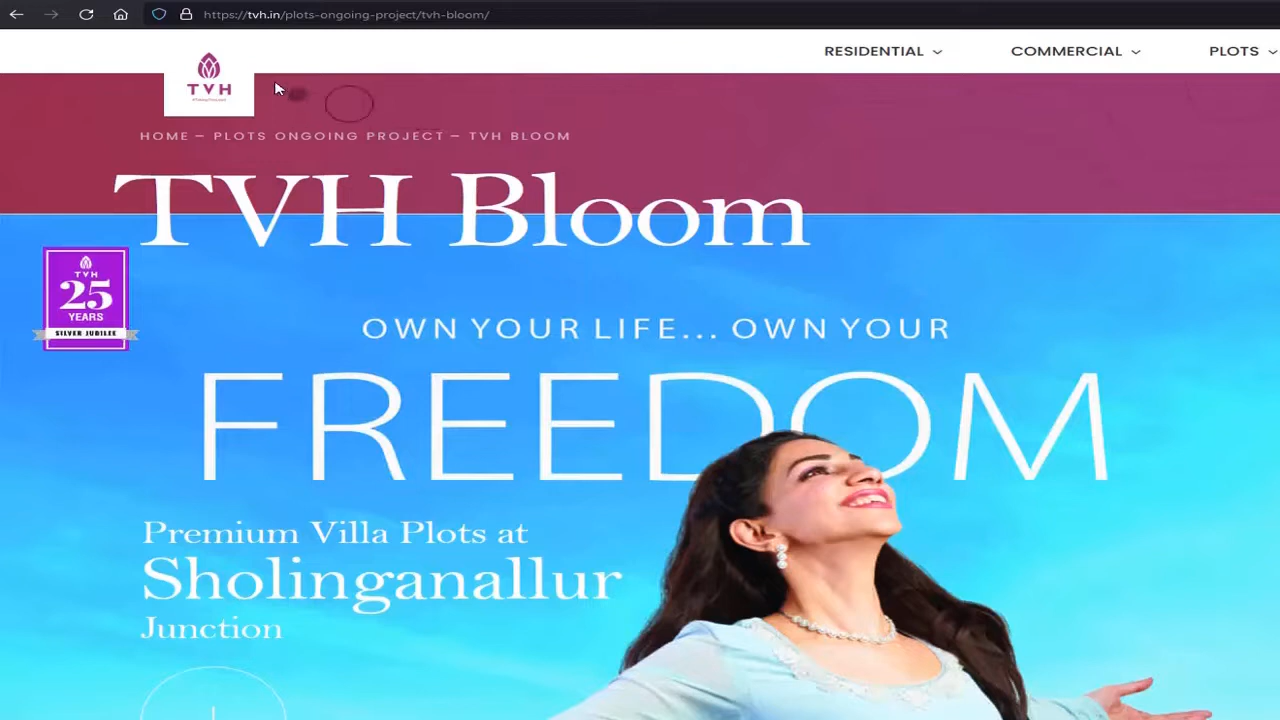 https://tvh.in/plots-ongoing-project/tvh-bloom/
RESIDENTIAL
COMMERCIAL
PLOTS
TVH
HOME – PLOTS ONGOING PROJECT – TVH BLOOM
TVH Bloom
TVH
25
YEARS
SILVER JUBILEE
OWN YOUR LIFE... OWN YOUR
FREEDOM
Premium Villa Plots at
Sholinganallur
Junction